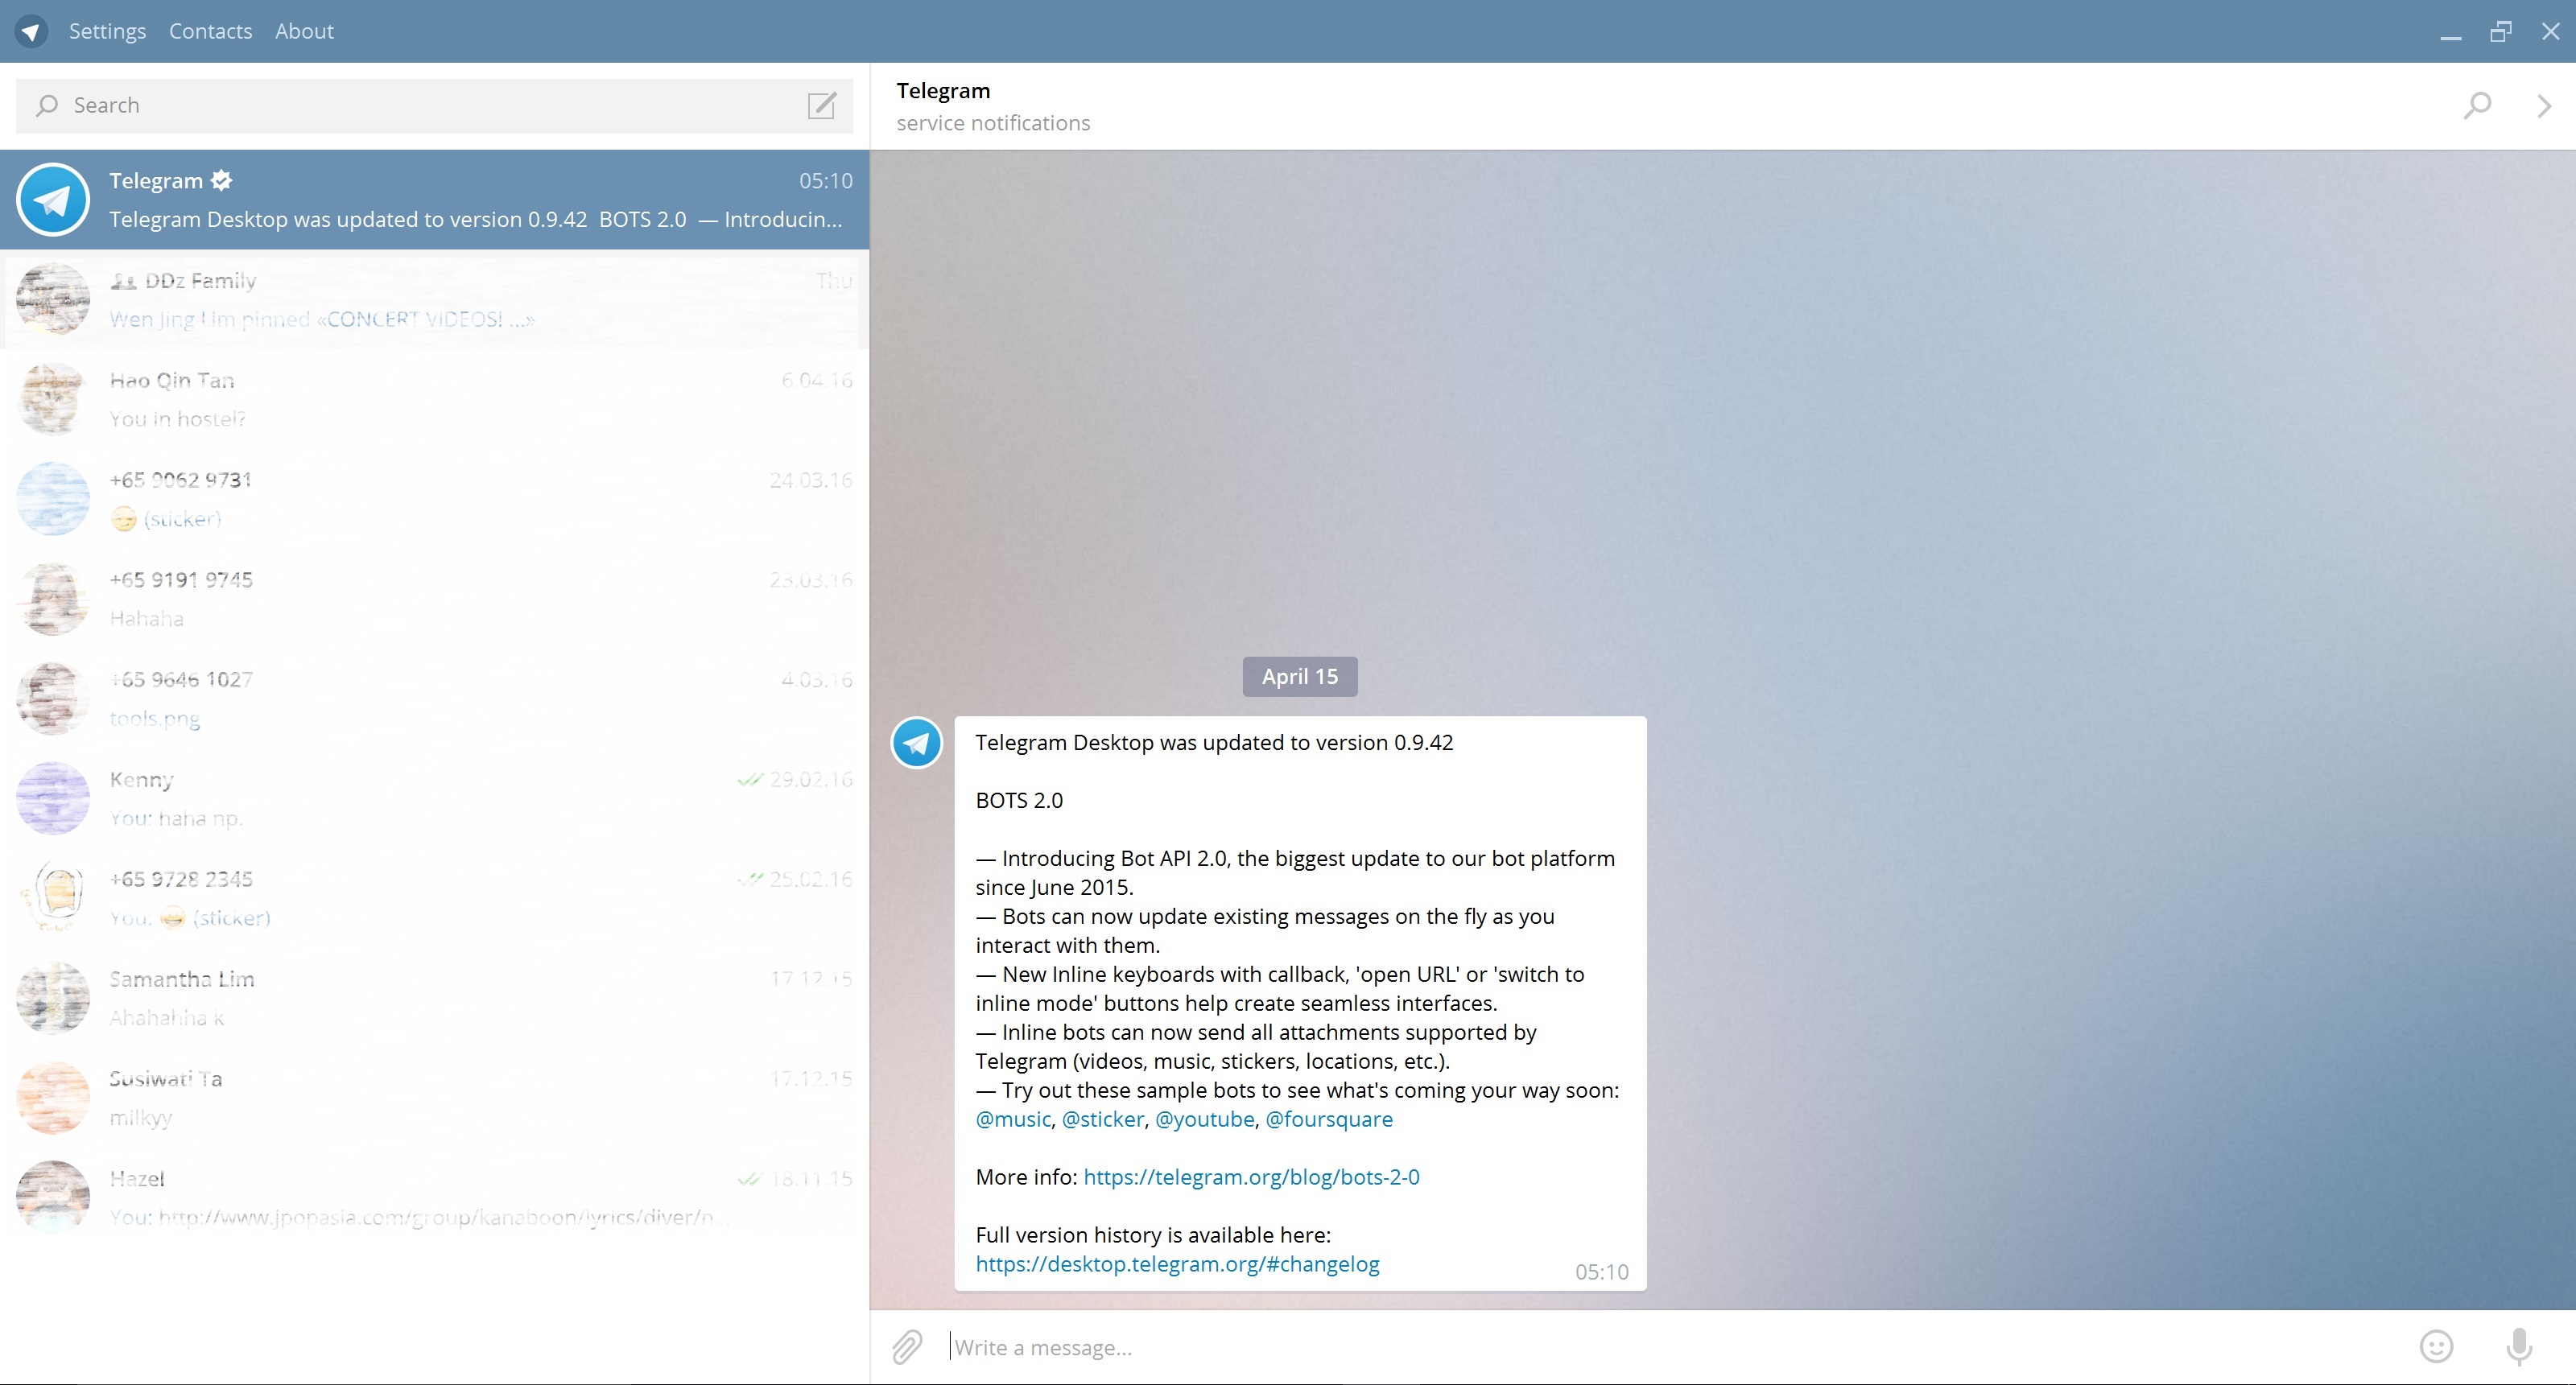 Settings Contacts About
Search
Telegram
service notifications
Telegram 05:10
Telegram Desktop was updated to version 0.9.42 BOTS 2.0 — Introducin...
DDz Family Thu
Wen Jing Lim pinned «CONCERT VIDEOS! ...»
Hao Qin Tan 6.04.16
You in hostel?
+65 9062 9731 24.03.16
(sticker)
+65 9191 9745 23.03.16
Hahaha
+65 9646 1027 4.03.16
tools.png
Kenny 29.02.16
You: haha np.
+65 9728 2345 25.02.16
You: (sticker)
Samantha Lim 17.12.15
Ahahahha k
Susiwati Ta 17.12.15
milkyy
Hazel 18.11.15
You: http://www.jpopasia.com/group/kanaboon/lyrics/diver/n...
April 15
Telegram Desktop was updated to version 0.9.42
BOTS 2.0
— Introducing Bot API 2.0, the biggest update to our bot platform
since June 2015.
— Bots can now update existing messages on the fly as you
interact with them.
— New Inline keyboards with callback, 'open URL' or 'switch to
inline mode' buttons help create seamless interfaces.
— Inline bots can now send all attachments supported by
Telegram (videos, music, stickers, locations, etc.).
— Try out these sample bots to see what's coming your way soon:
@music, @sticker, @youtube, @foursquare
More info: https://telegram.org/blog/bots-2-0
Full version history is available here:
https://desktop.telegram.org/#changelog
05:10
Write a message...